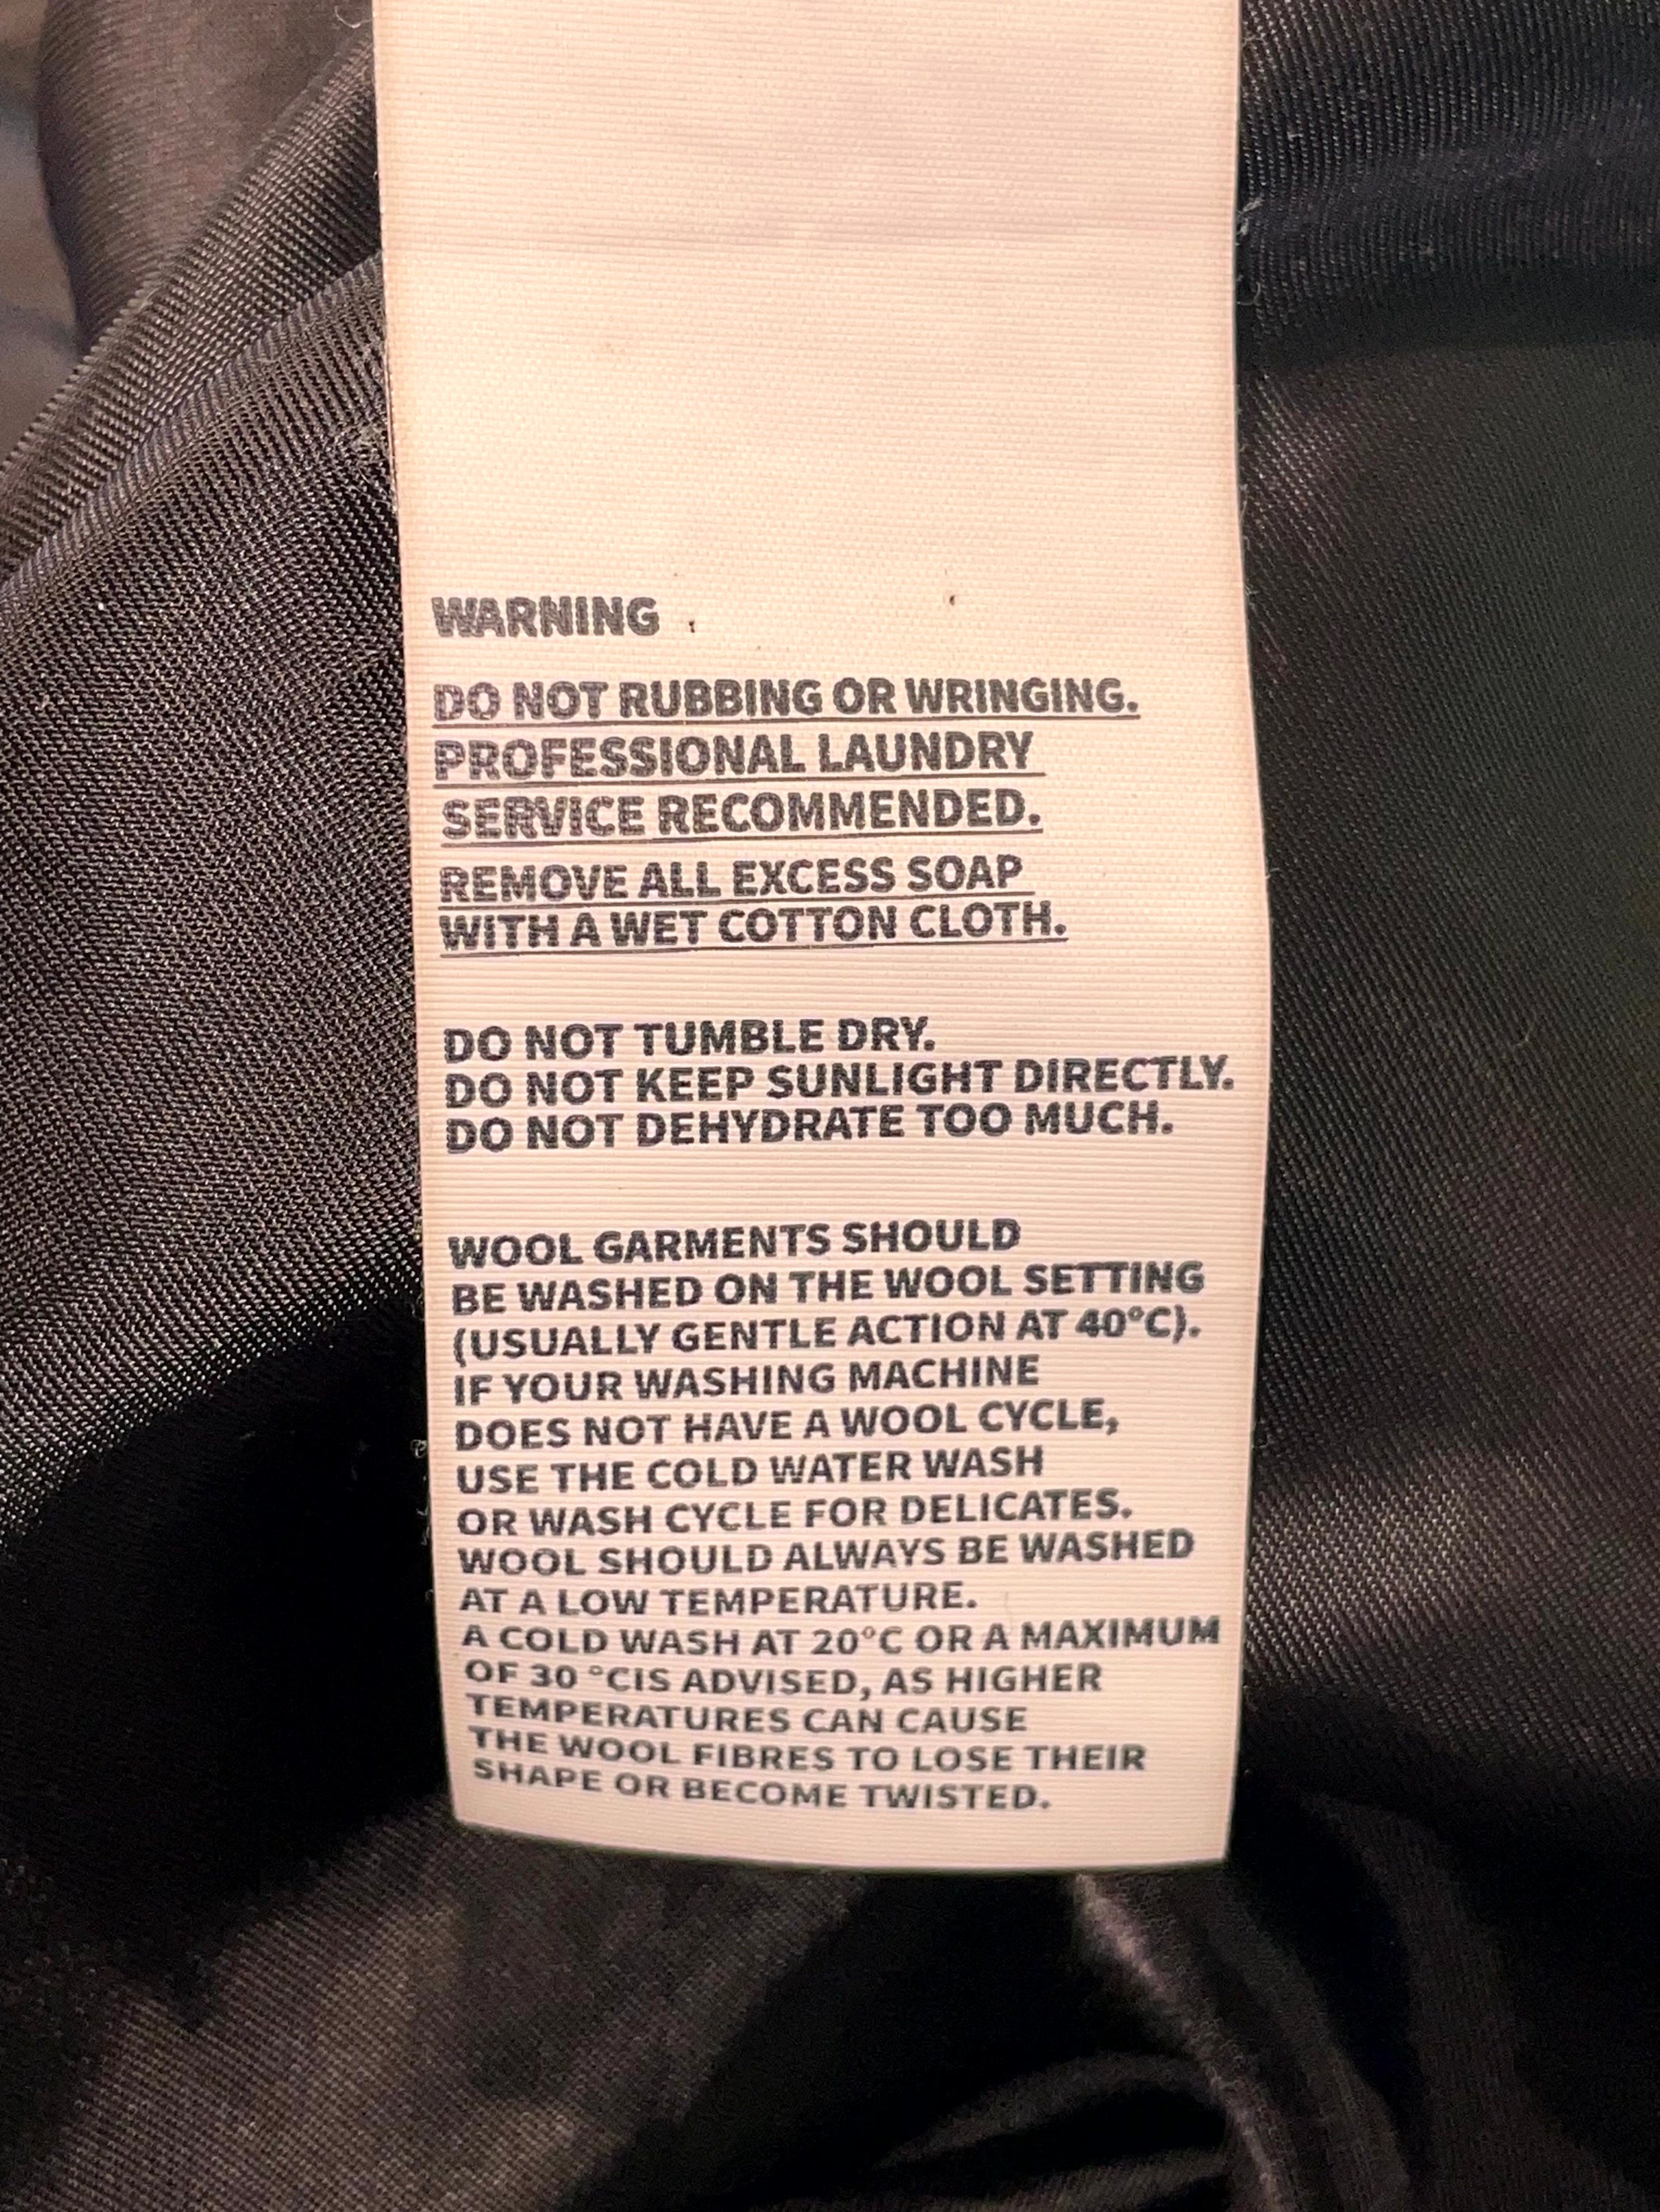 WARNING
DO NOT RUBBING OR WRINGING.
PROFESSIONAL LAUNDRY
SERVICE RECOMMENDED.
REMOVE ALL EXCESS SOAP
WITH A WET COTTON CLOTH.
DO NOT TUMBLE DRY.
DO NOT KEEP SUNLIGHT DIRECTLY.
DO NOT DEHYDRATE TOO MUCH.
WOOL GARMENTS SHOULD
BE WASHED ON THE WOOL SETTING
(USUALLY GENTLE ACTION AT 40°C).
IF YOUR WASHING MACHINE
DOES NOT HAVE A WOOL CYCLE,
USE THE COLD WATER WASH
OR WASH CYCLE FOR DELICATES.
WOOL SHOULD ALWAYS BE WASHED
AT A LOW TEMPERATURE.
A COLD WASH AT 20°C OR A MAXIMUM
OF 30 °CIS ADVISED, AS HIGHER
TEMPERATURES CAN CAUSE
THE WOOL FIBRES TO LOSE THEIR
SHAPE OR BECOME TWISTED.